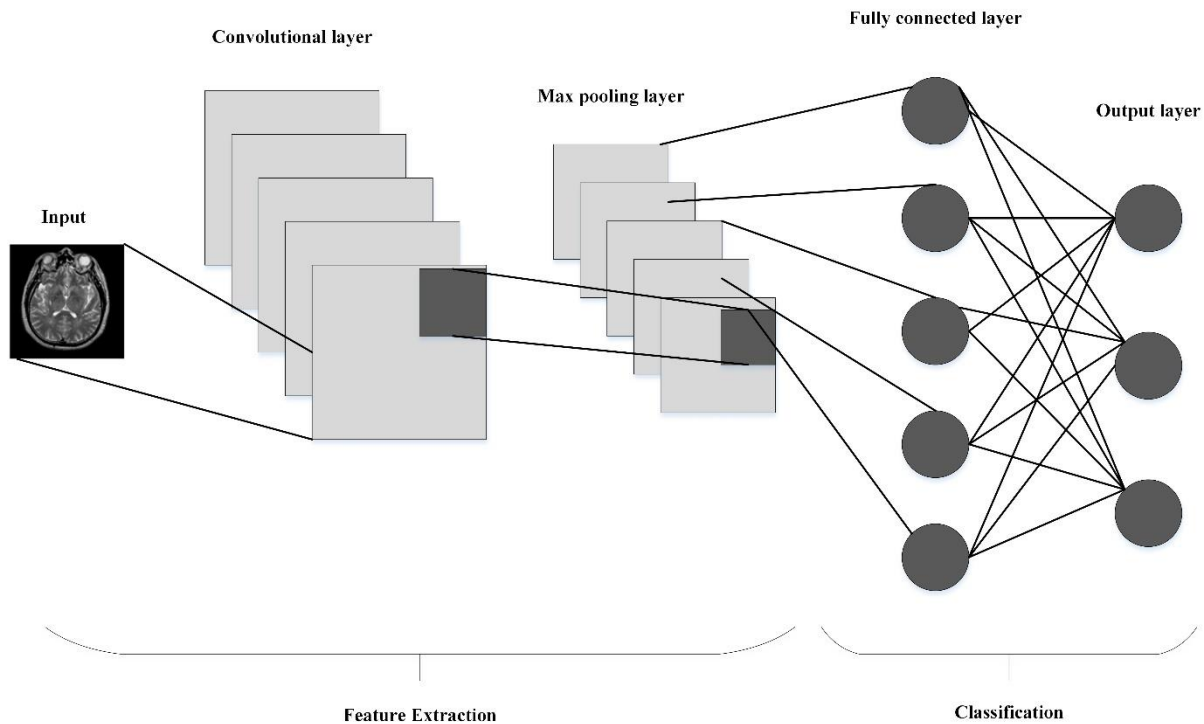 Fully connected layer
Convolutional layer
Max pooling layer
Output layer
Input
Feature Extraction
Classification